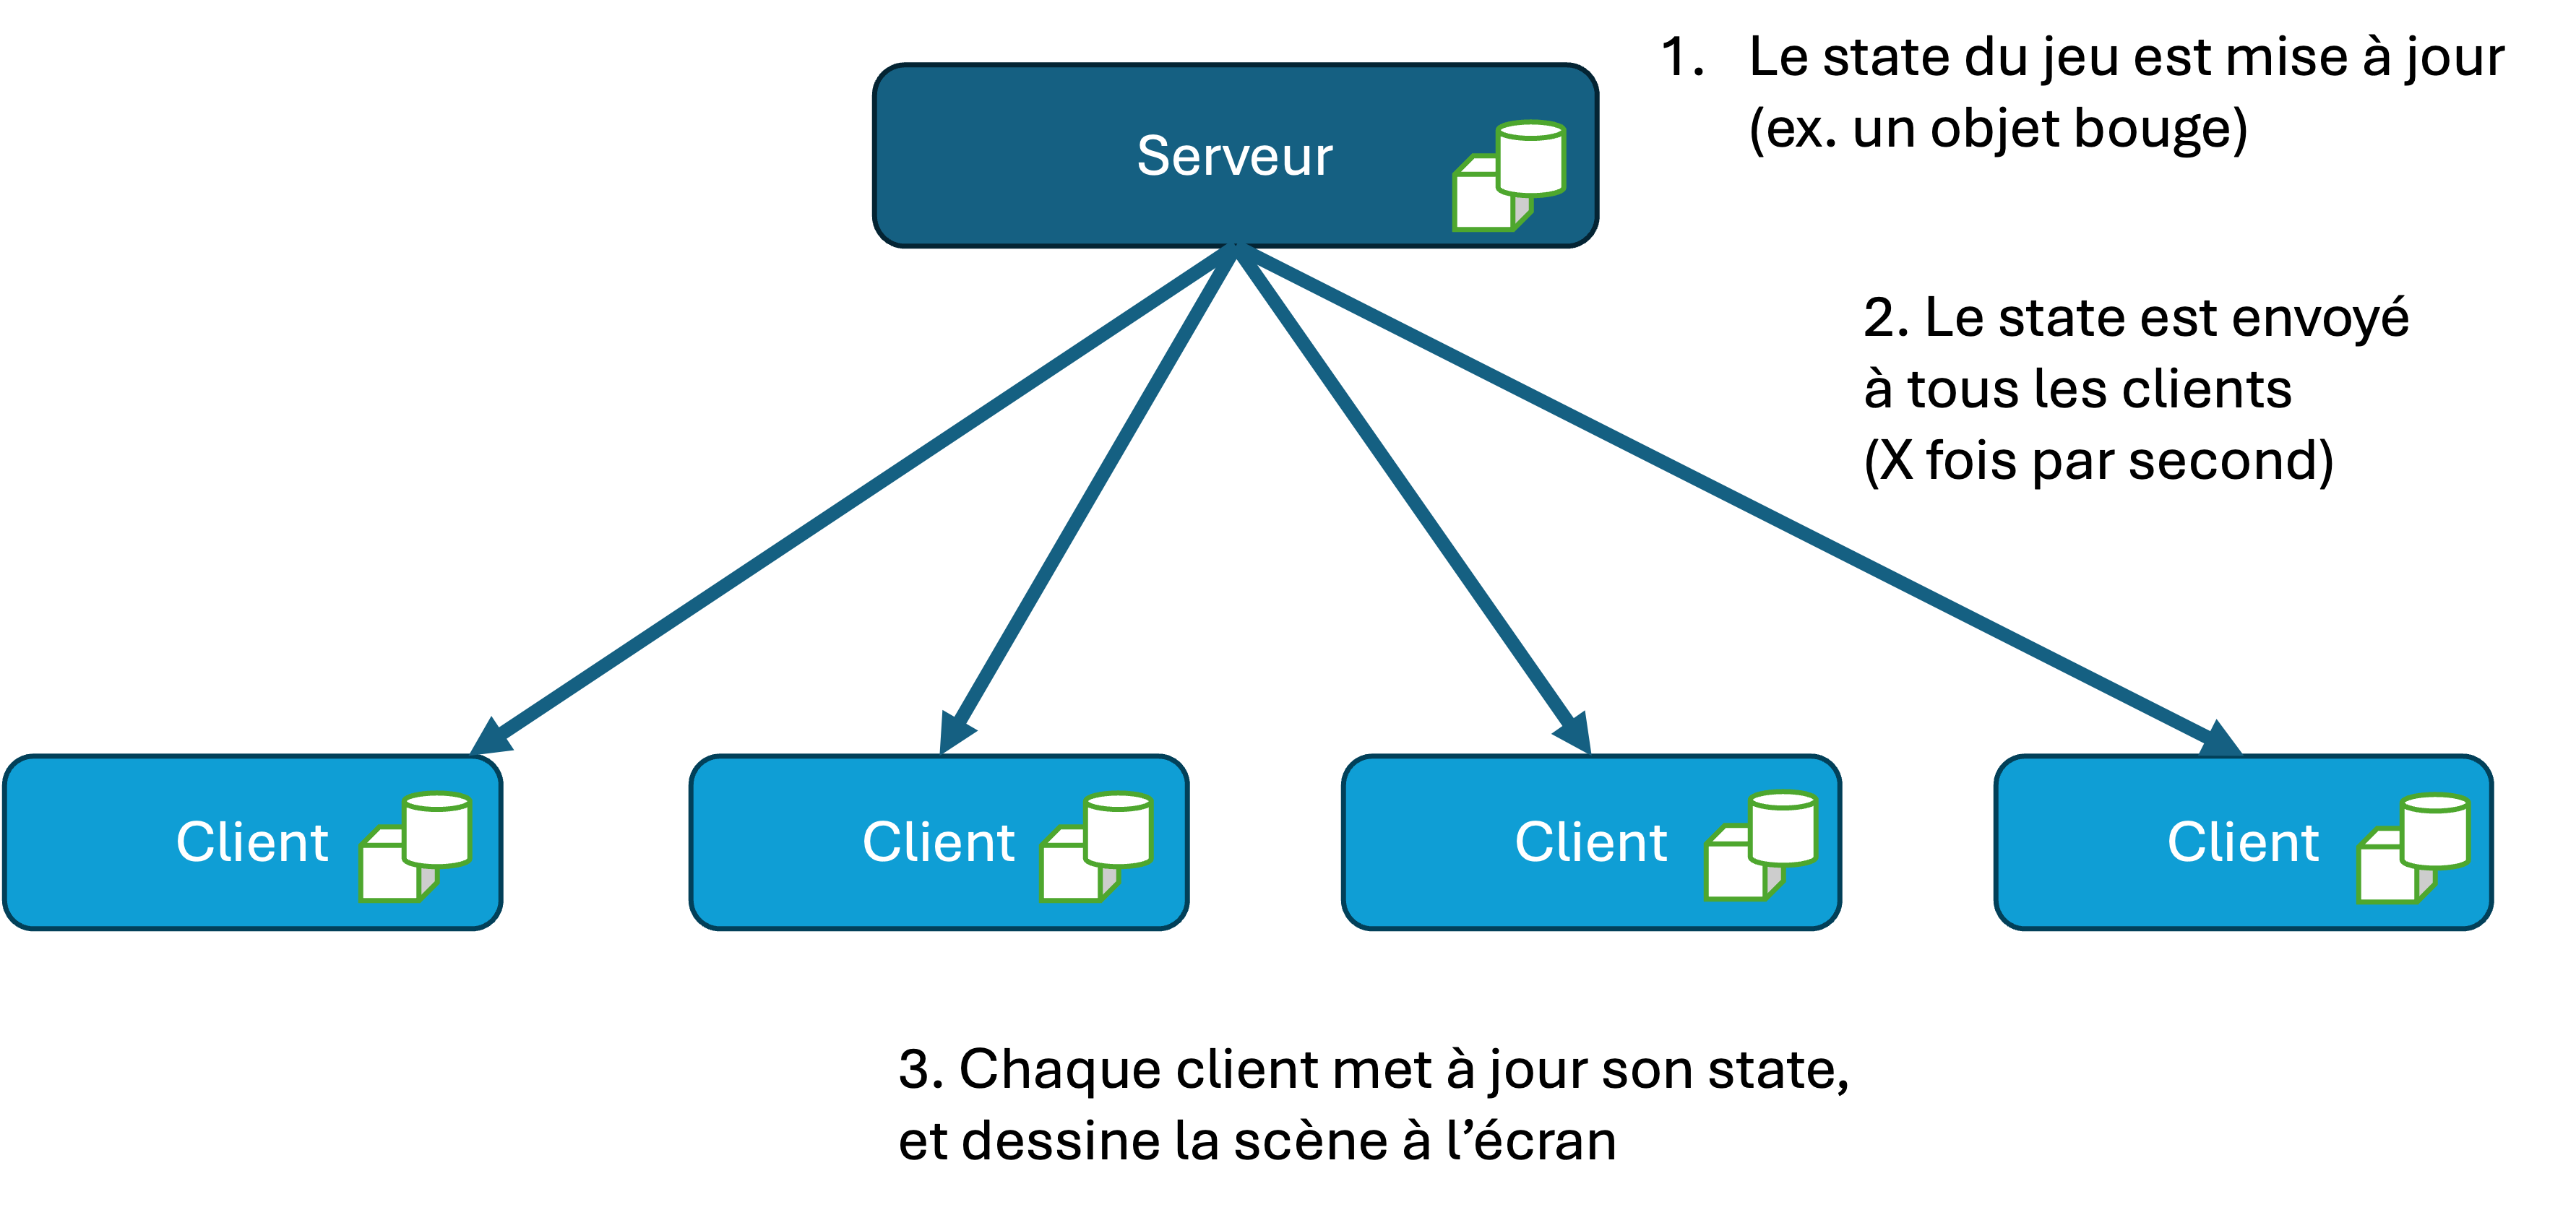 1. Le state du jeu est mise à jour
(ex. un objet bouge)
Serveur
2. Le state est envoyé
à tous les clients
(X fois par second)
Client
Client
Client
Client
3. Chaque client met à jour son state,
et dessine la scène à l’écran